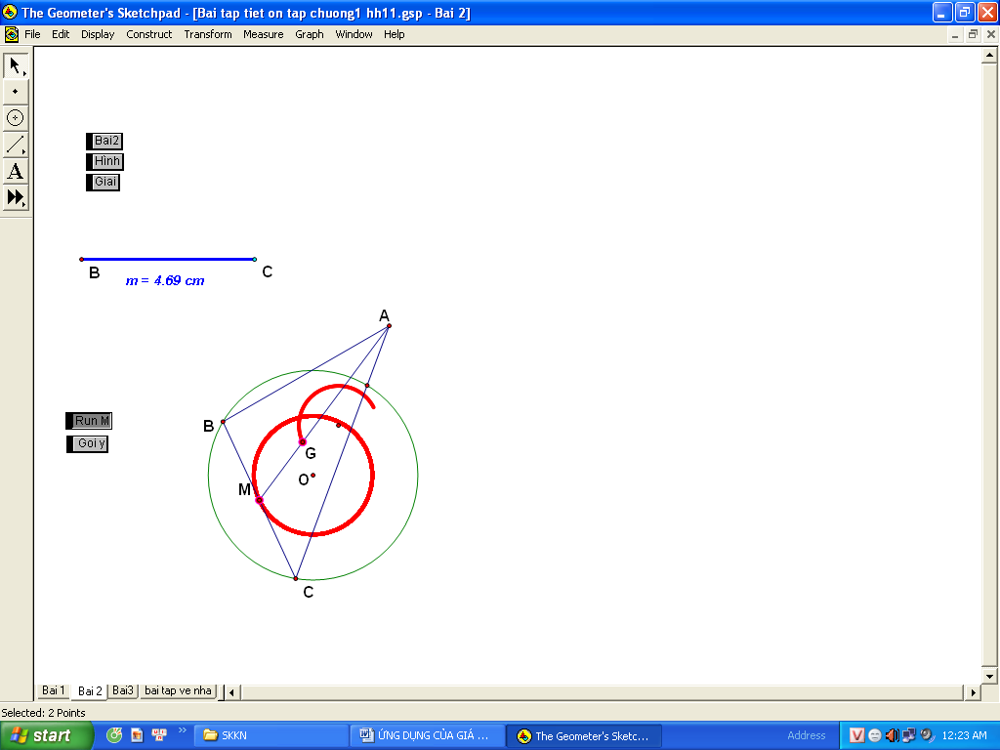 The Geometer's Sketchpad - [Bai tap tiet on tap chuong1 hh11.gsp - Bai 2]
File Edit Display Construct Transform Measure Graph Window Help
A
Bai2
Hình
Giai
B C
m = 4.69 cm
A
B
Run M
Goi y
G
O
M
C
Bai 1 Bai 2 Bai3 bai tap ve nha
Selected: 2 Points
start SKKN ỨNG DỤNG CỦA GIÁ ... The Geometer's Sketc... Address V 12:23 AM